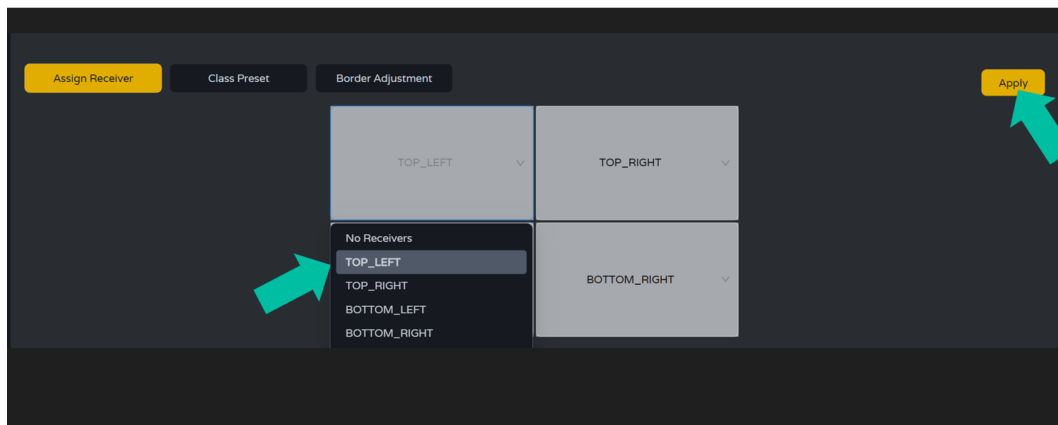 Assign Receiver
Class Preset
Border Adjustment
Apply
TOP_LEFT
TOP_RIGHT
No Receivers
TOP_LEFT
TOP_RIGHT
BOTTOM_LEFT
BOTTOM_RIGHT
BOTTOM_RIGHT